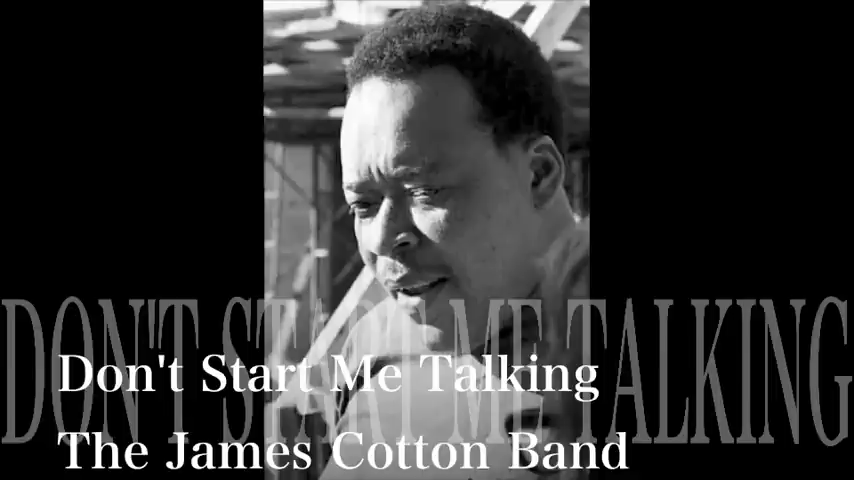 DON'T START ME TALKING
Don't Start Me Talking
The James Cotton Band